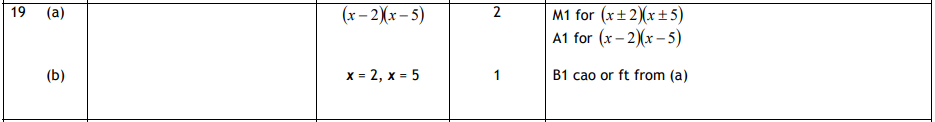 19 (a) (x – 2)(x – 5) 2 M1 for (x ± 2)(x ± 5)
A1 for (x – 2)(x – 5)
(b) x = 2, x = 5 1 B1 cao or ft from (a)